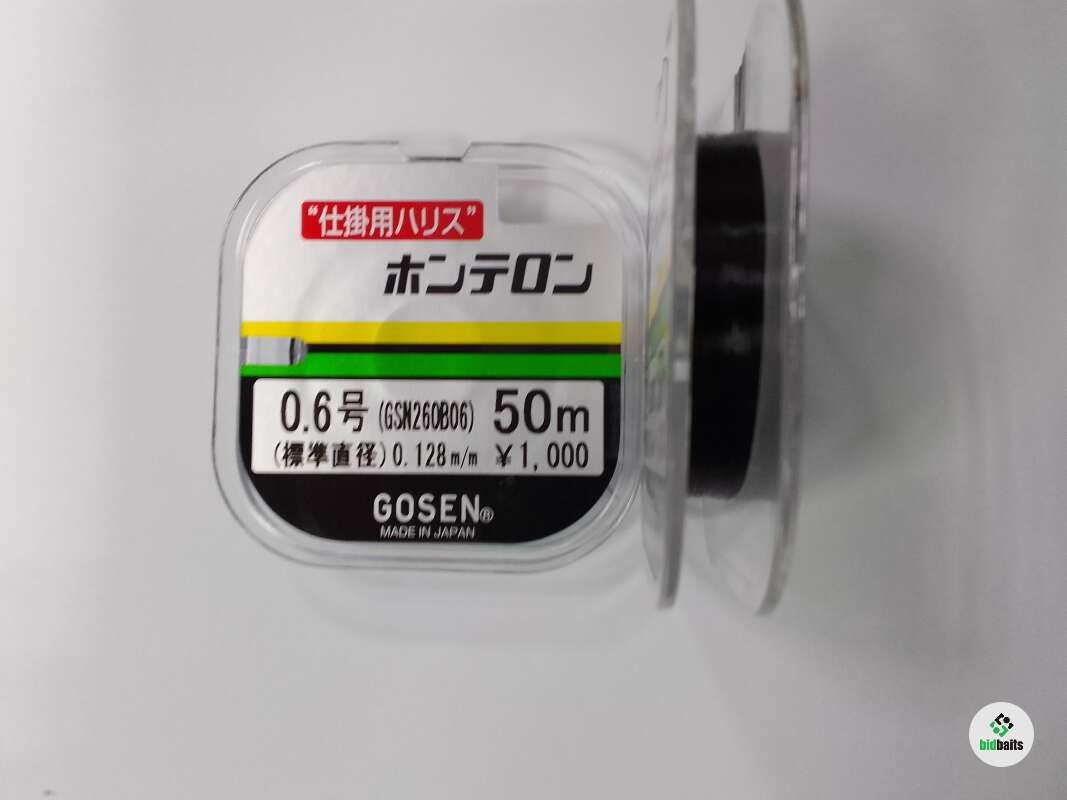 “仕掛用ハリス”
ホンテロン
0.6号(GSN260B06) 50m
(標準直径)0.128m/m ¥1,000
GOSEN®
MADE IN JAPAN
bidbaits